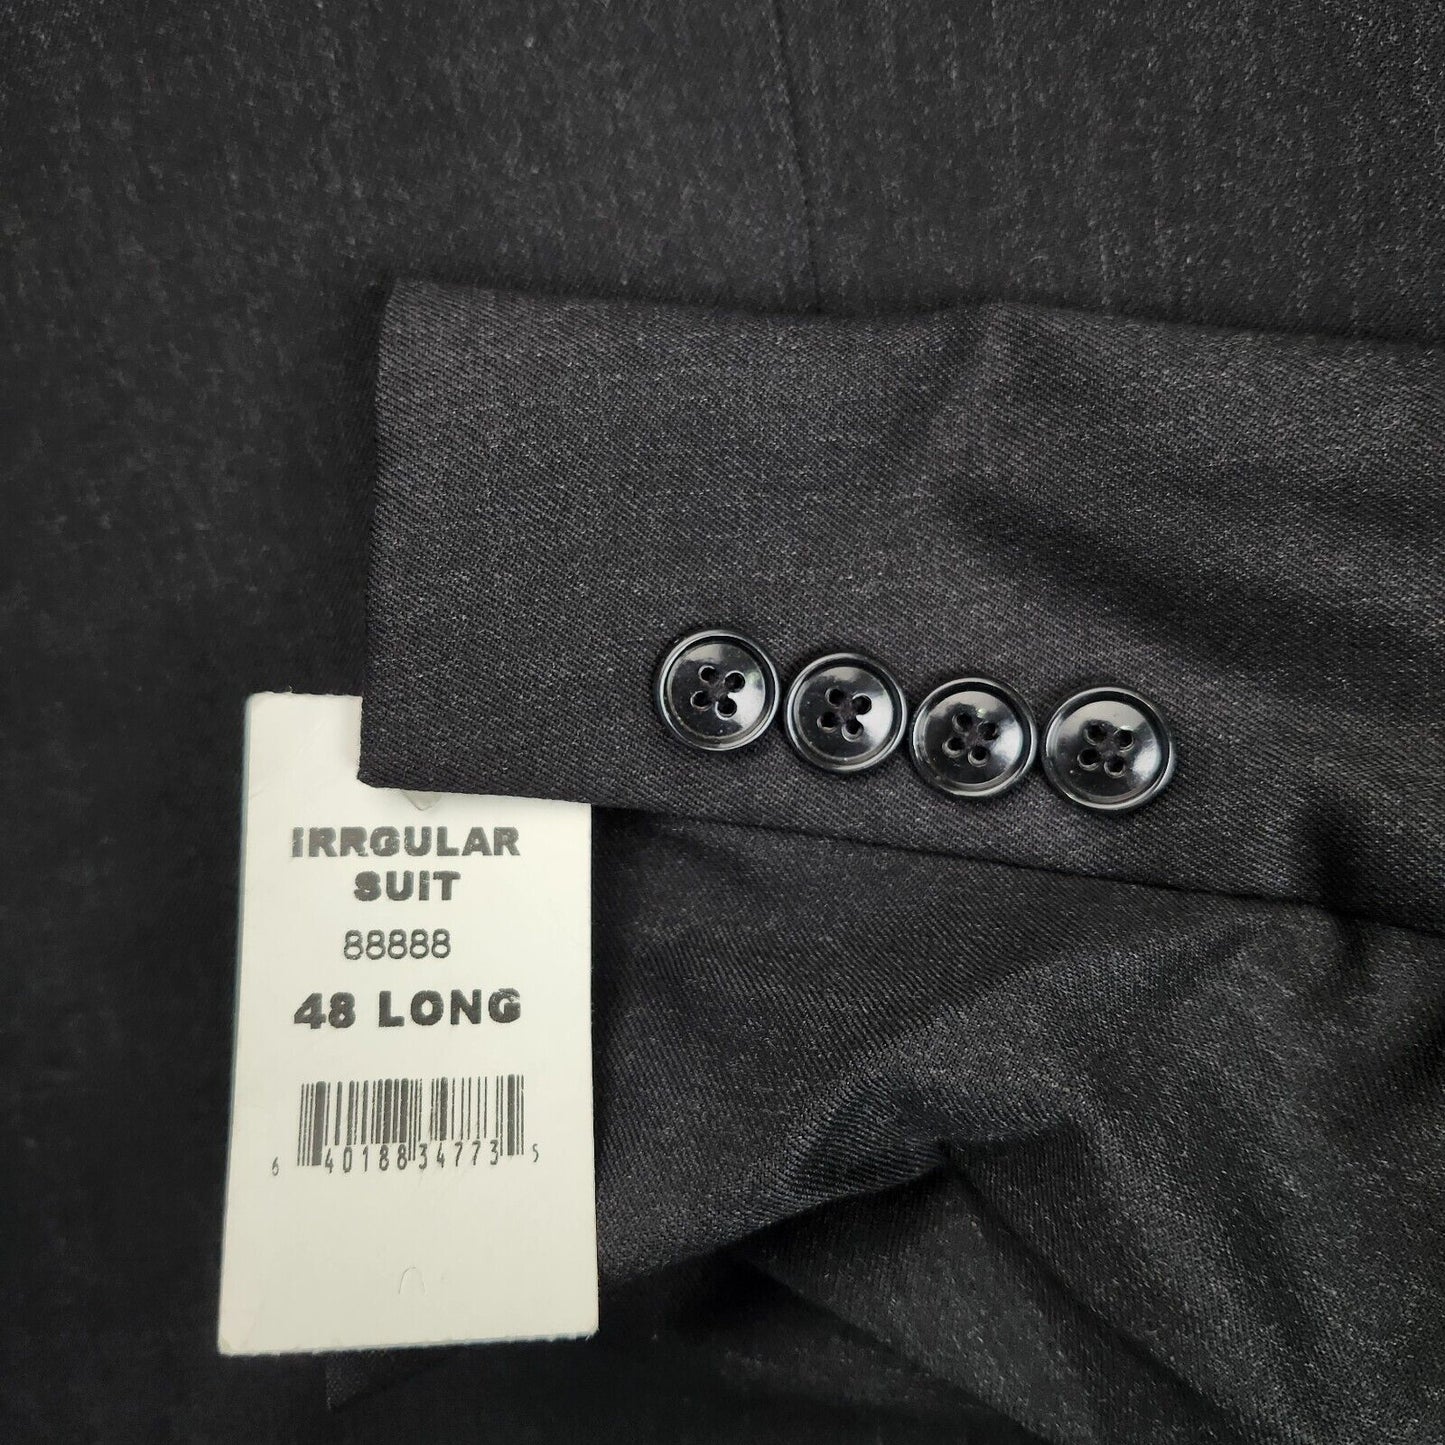 IRRGULAR
SUIT
88888
48 LONG
6 40188 34773 5